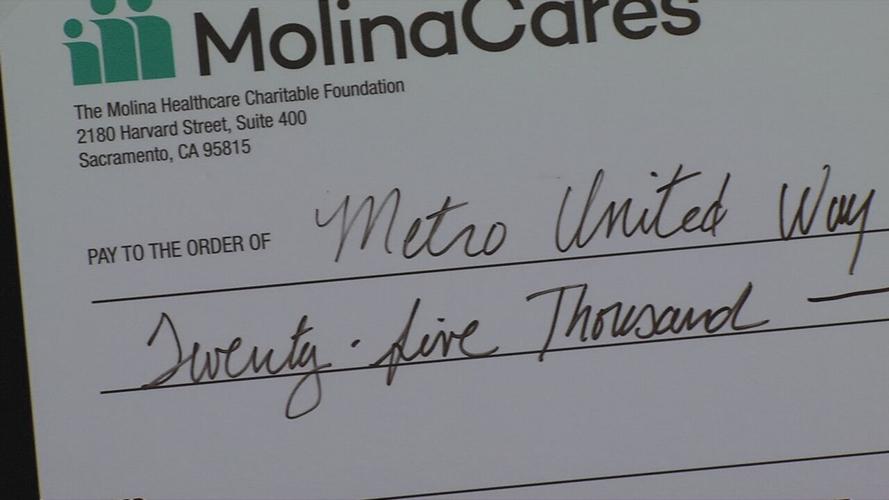 MolinaCares
The Molina Healthcare Charitable Foundation
2180 Harvard Street, Suite 400
Sacramento, CA 95815
PAY TO THE ORDER OF Metro United Way
Twenty-five Thousand —